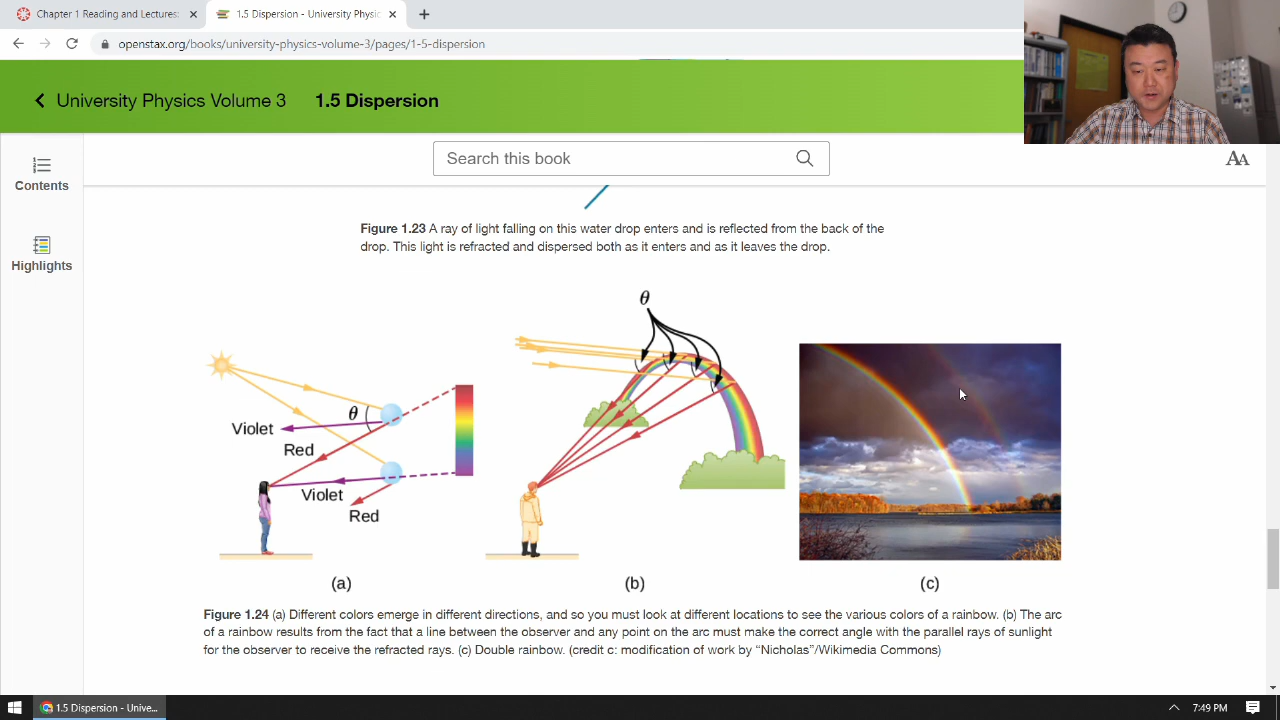 Chapter 1 Reading and Lectures:
1.5 Dispersion - University Physics
openstax.org/books/university-physics-volume-3/pages/1-5-dispersion
University Physics Volume 3 1.5 Dispersion
Search this book
AA
Contents
Highlights
Figure 1.23 A ray of light falling on this water drop enters and is reflected from the back of the
drop. This light is refracted and dispersed both as it enters and as it leaves the drop.
θ
θ
Violet
Red
Violet
Red
(a) (b) (c)
Figure 1.24 (a) Different colors emerge in different directions, and so you must look at different locations to see the various colors of a rainbow. (b) The arc
of a rainbow results from the fact that a line between the observer and any point on the arc must make the correct angle with the parallel rays of sunlight
for the observer to receive the refracted rays. (c) Double rainbow. (credit c: modification of work by “Nicholas”/Wikimedia Commons)
1.5 Dispersion - Unive...
7:49 PM